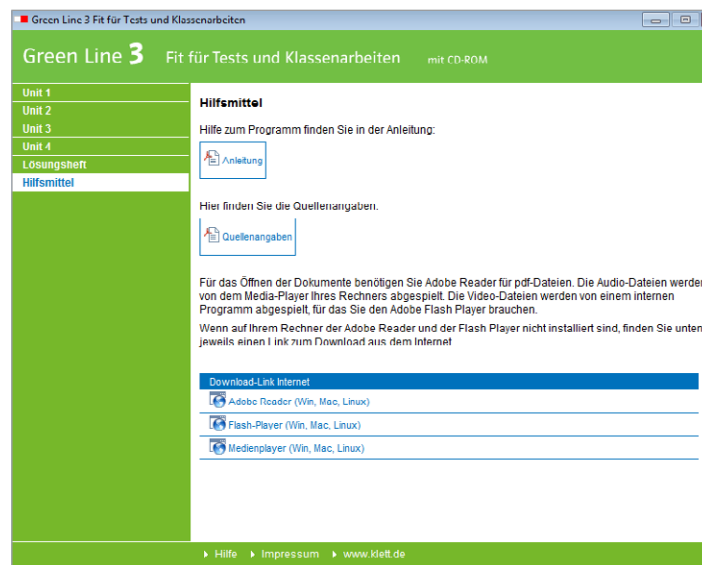 Green Line 3 Fit für Tests und Klassenarbeiten
Green Line 3 Fit für Tests und Klassenarbeiten mit CD-ROM
Unit 1
Unit 2
Unit 3
Unit 4
Lösungsheft
Hilfsmittel
Hilfsmittel
Hilfe zum Programm finden Sie in der Anleitung:
Anleitung
Hier finden Sie die Quellenangaben.
Quellenangaben
Für das Öffnen der Dokumente benötigen Sie Adobe Reader für pdf-Dateien. Die Audio-Dateien werde
von dem Media-Player Ihres Rechners abgespielt. Die Video-Dateien werden von einem internen
Programm abgespielt, für das Sie den Adobe Flash Player brauchen.
Wenn auf Ihrem Rechner der Adobe Reader und der Flash Player nicht installiert sind, finden Sie unten
jeweils einen Link zum Download aus dem Internet
Download-Link Internet
Adobe Reader (Win, Mac, Linux)
Flash-Player (Win, Mac, Linux)
Medienplayer (Win, Mac, Linux)
Hilfe Impressum www.klett.de